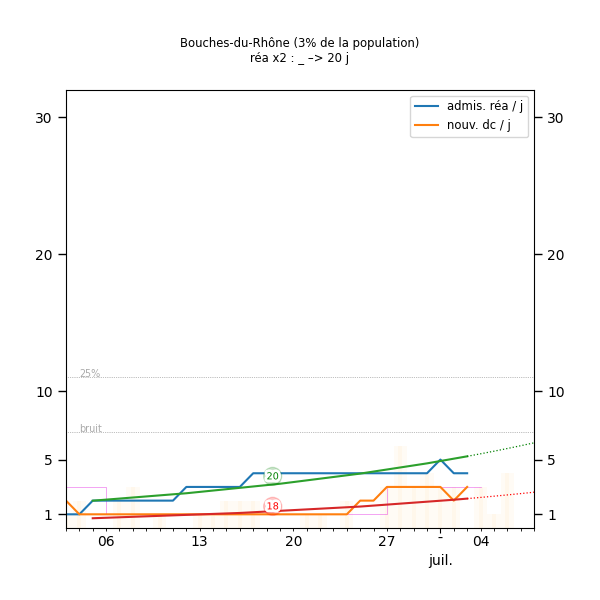 Bouches-du-Rhône (3% de la population)
réa x2 : _ –> 20 j
admis. réa / j
nouv. dc / j
30 30
20 20
25%
10 10
bruit
5 5
20
18
1 1
06 13 20 27 - 04
juil.